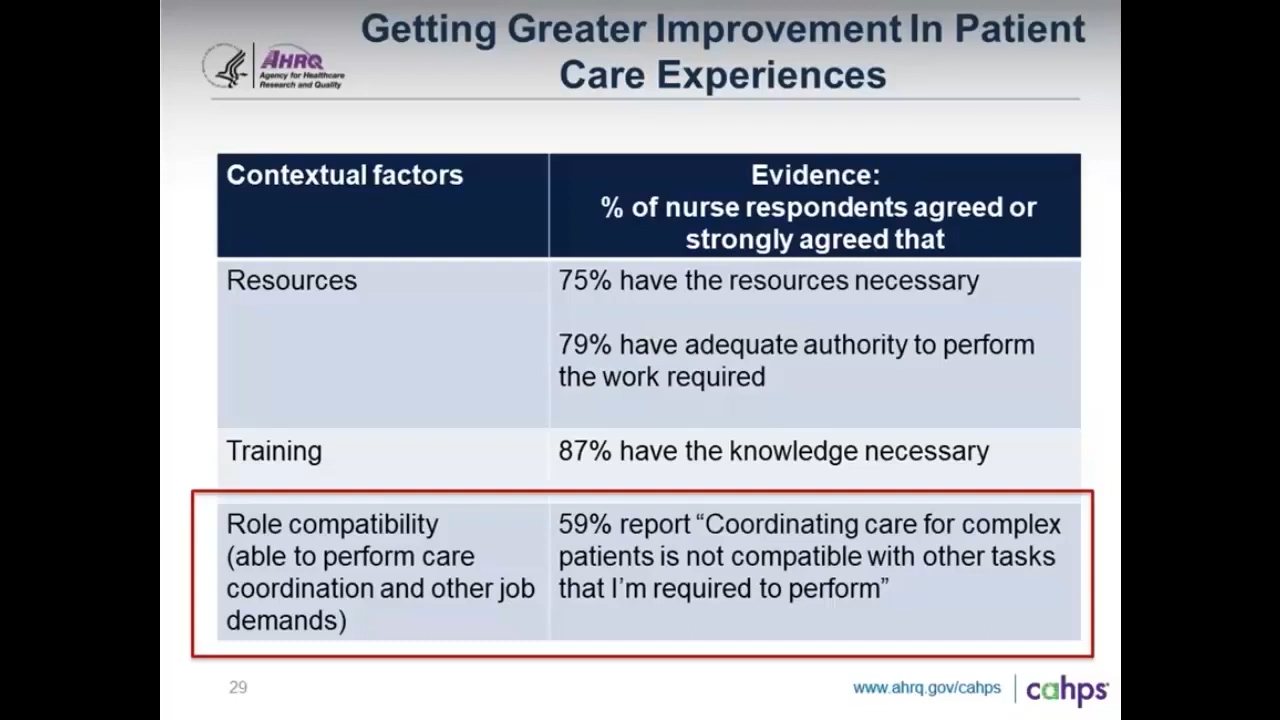 Getting Greater Improvement In Patient
Care Experiences
AHRQ
Agency for Healthcare
Research and Quality
Contextual factors
Evidence:
% of nurse respondents agreed or
strongly agreed that
Resources
75% have the resources necessary
79% have adequate authority to perform
the work required
Training
87% have the knowledge necessary
Role compatibility
(able to perform care
coordination and other job
demands)
59% report “Coordinating care for complex
patients is not compatible with other tasks
that I’m required to perform”
29
www.ahrq.gov/cahps
cahps